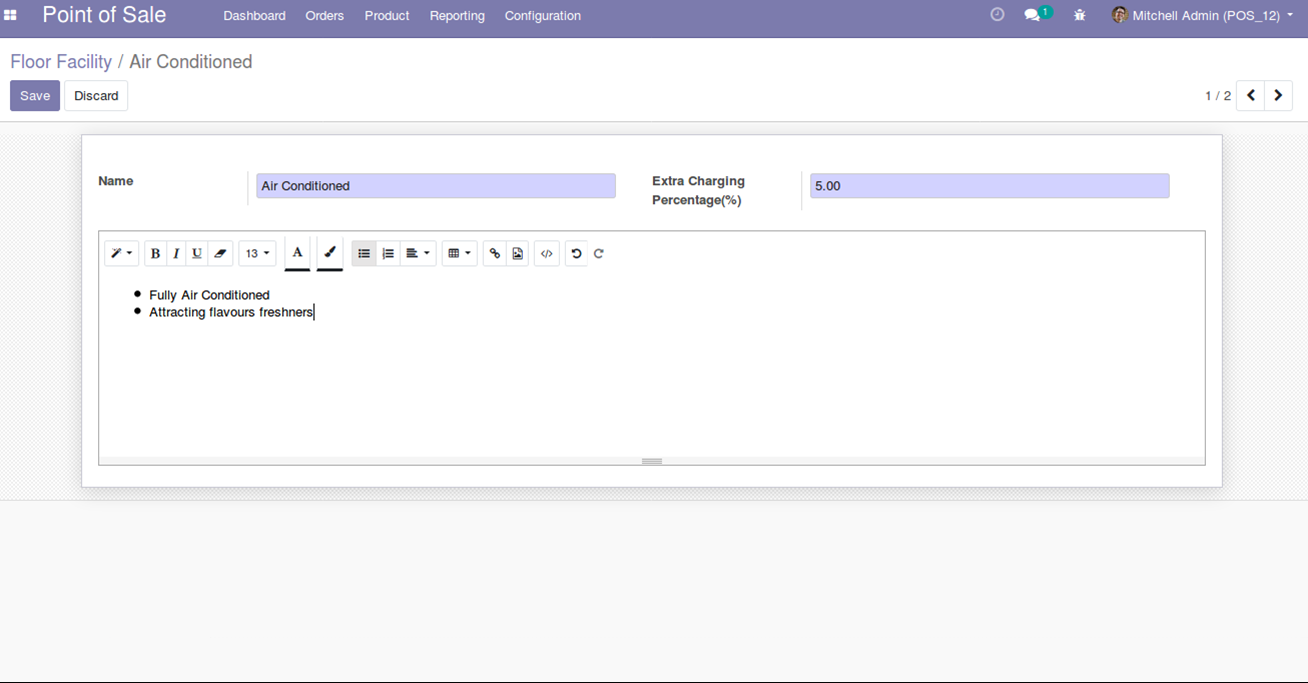 Point of Sale Dashboard Orders Product Reporting Configuration 1 Mitchell Admin (POS_12)
Floor Facility / Air Conditioned
Save Discard 1 / 2
Name Air Conditioned Extra Charging Percentage(%) 5.00
B I U 13 A </>
Fully Air Conditioned
Attracting flavours freshners